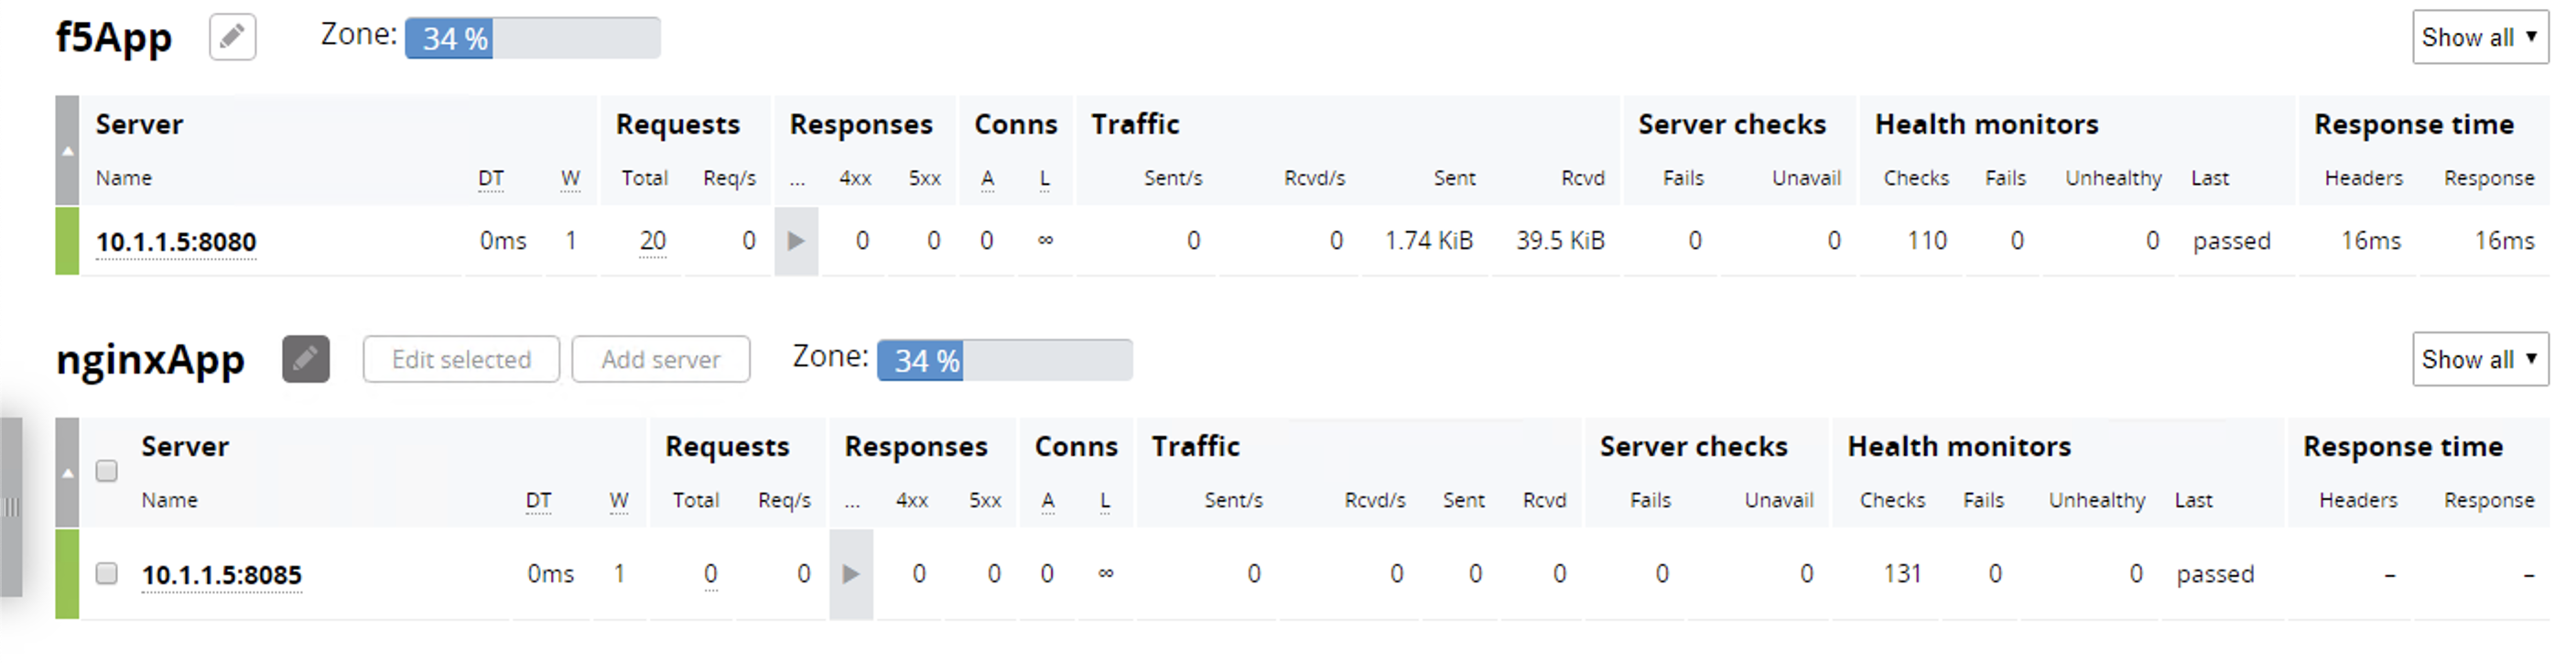 f5App Zone: 34 % Show all ▼
Server Requests Responses Conns Traffic Server checks Health monitors Response time
Name DT W Total Req/s ... 4xx 5xx A L Sent/s Rcvd/s Sent Rcvd Fails Unavail Checks Fails Unhealthy Last Headers Response
10.1.1.5:8080 0ms 1 20 0 0 0 0 ∞ 0 0 1.74 KiB 39.5 KiB 0 0 110 0 0 passed 16ms 16ms
nginxApp Edit selected Add server Zone: 34 % Show all ▼
Server Requests Responses Conns Traffic Server checks Health monitors Response time
Name DT W Total Req/s ... 4xx 5xx A L Sent/s Rcvd/s Sent Rcvd Fails Unavail Checks Fails Unhealthy Last Headers Response
10.1.1.5:8085 0ms 1 0 0 0 0 0 ∞ 0 0 0 0 0 0 131 0 0 passed – –